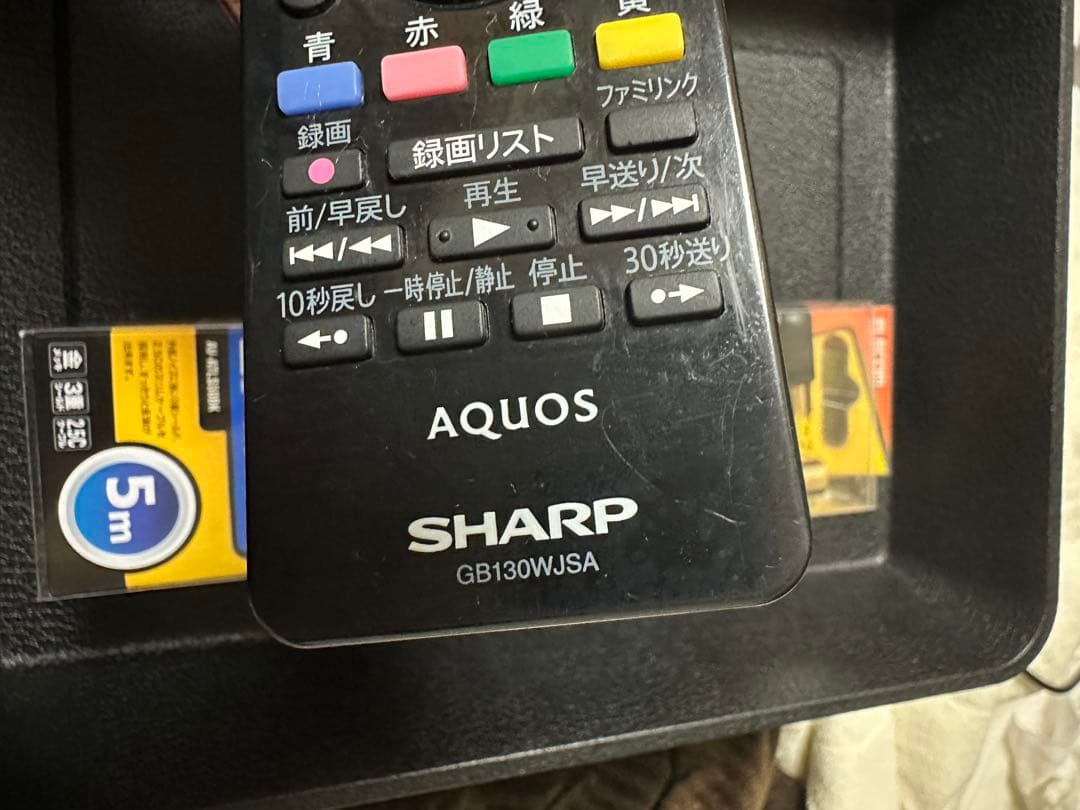 青 赤 緑 黄
ファミリンク
録画 録画リスト
前/早戻し 再生 早送り/次
10秒戻し 一時停止/静止 停止 30秒送り
AQUOS
SHARP
GB130WJSA
5m